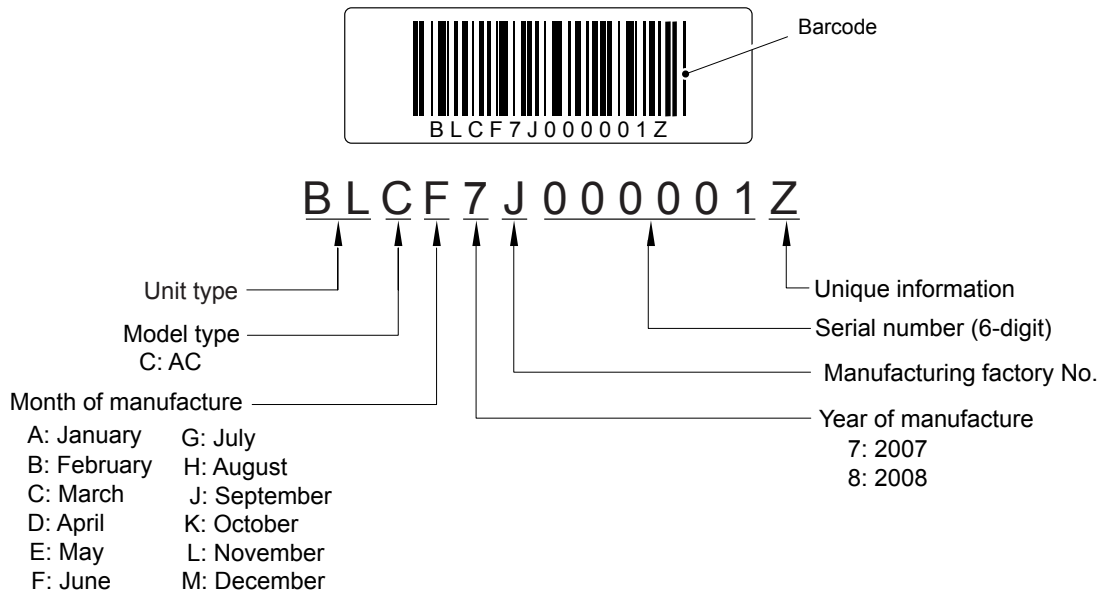 Barcode
BLCF7J000001Z
BLCF7J000001Z
Unit type
Model type
C: AC
Month of manufacture
A: January
B: February
C: March
D: April
E: May
F: June
G: July
H: August
J: September
K: October
L: November
M: December
Unique information
Serial number (6-digit)
Manufacturing factory No.
Year of manufacture
7: 2007
8: 2008